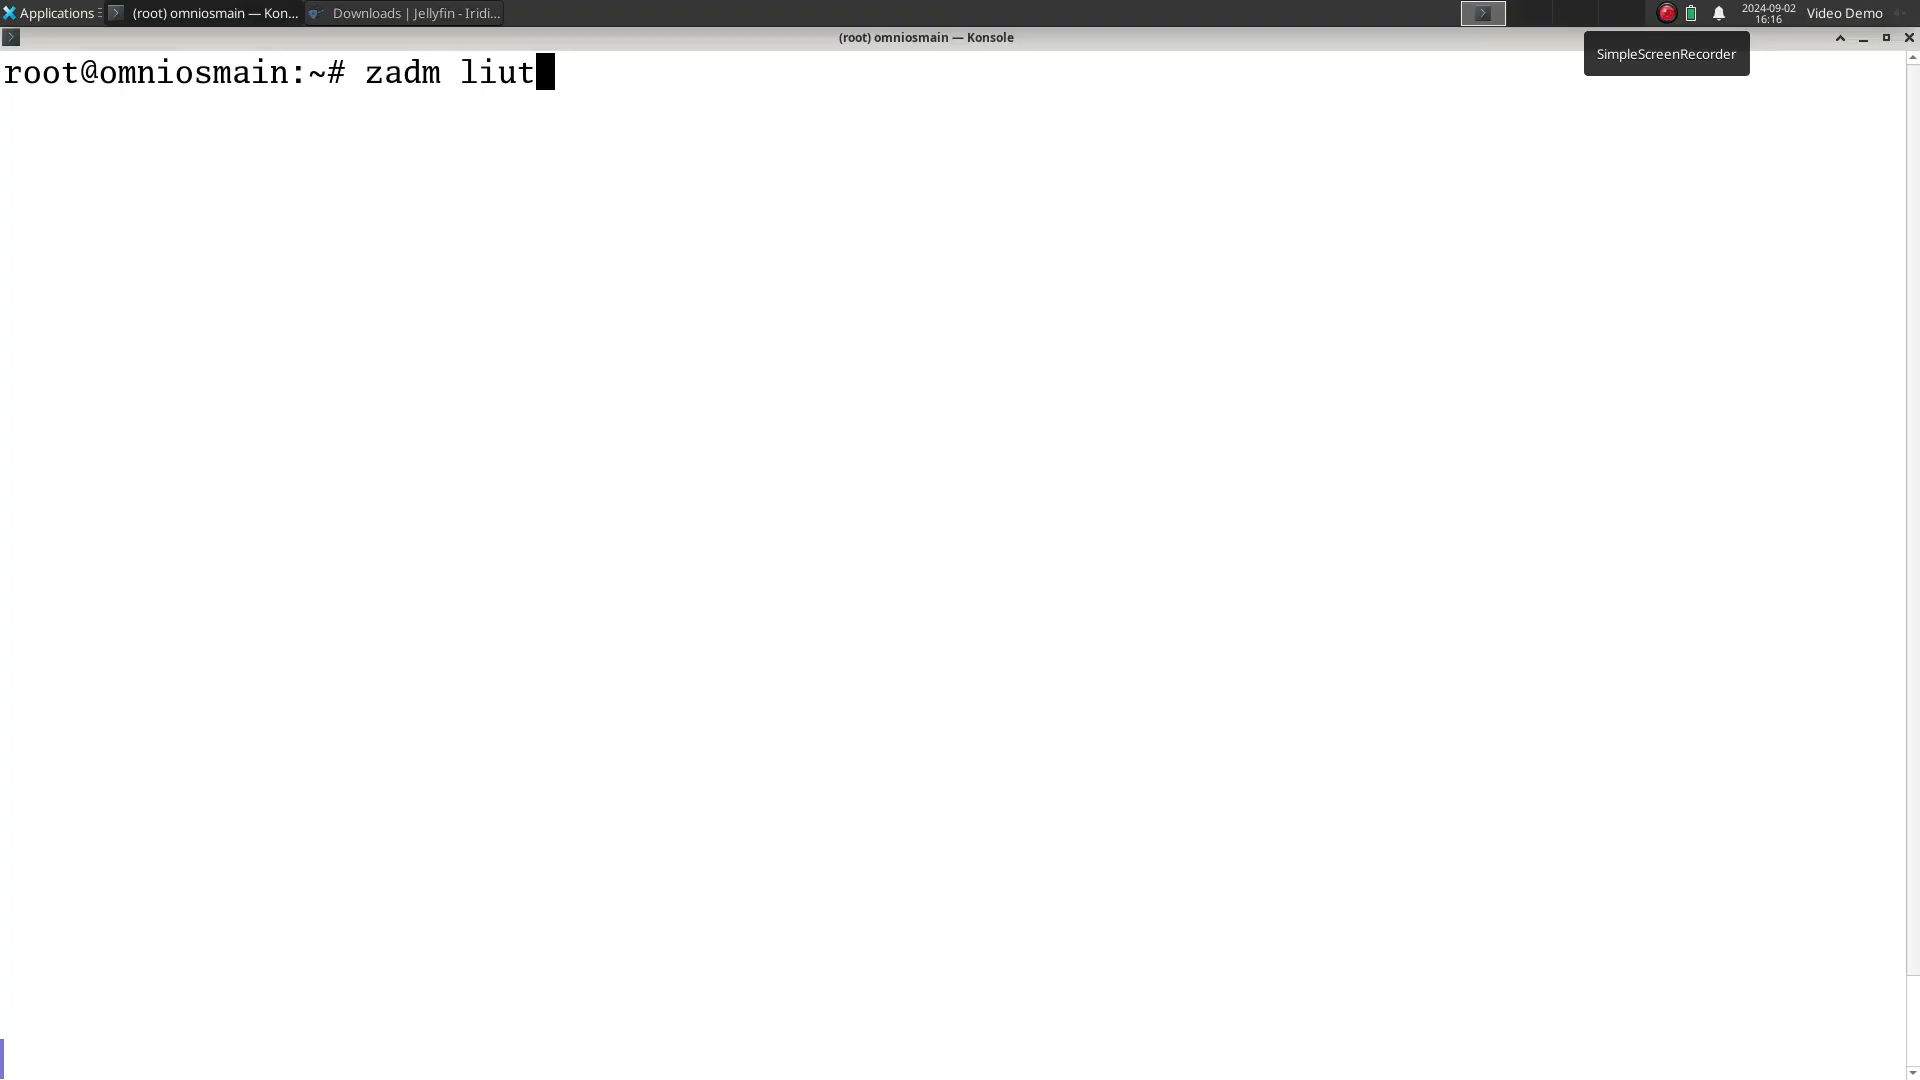 Applications
(root) omniosmain — Kon...
Downloads | Jellyfin - Iridi...
2024-09-02
16:16
Video Demo
(root) omniosmain — Konsole
SimpleScreenRecorder
root@omniosmain:~# zadm liut